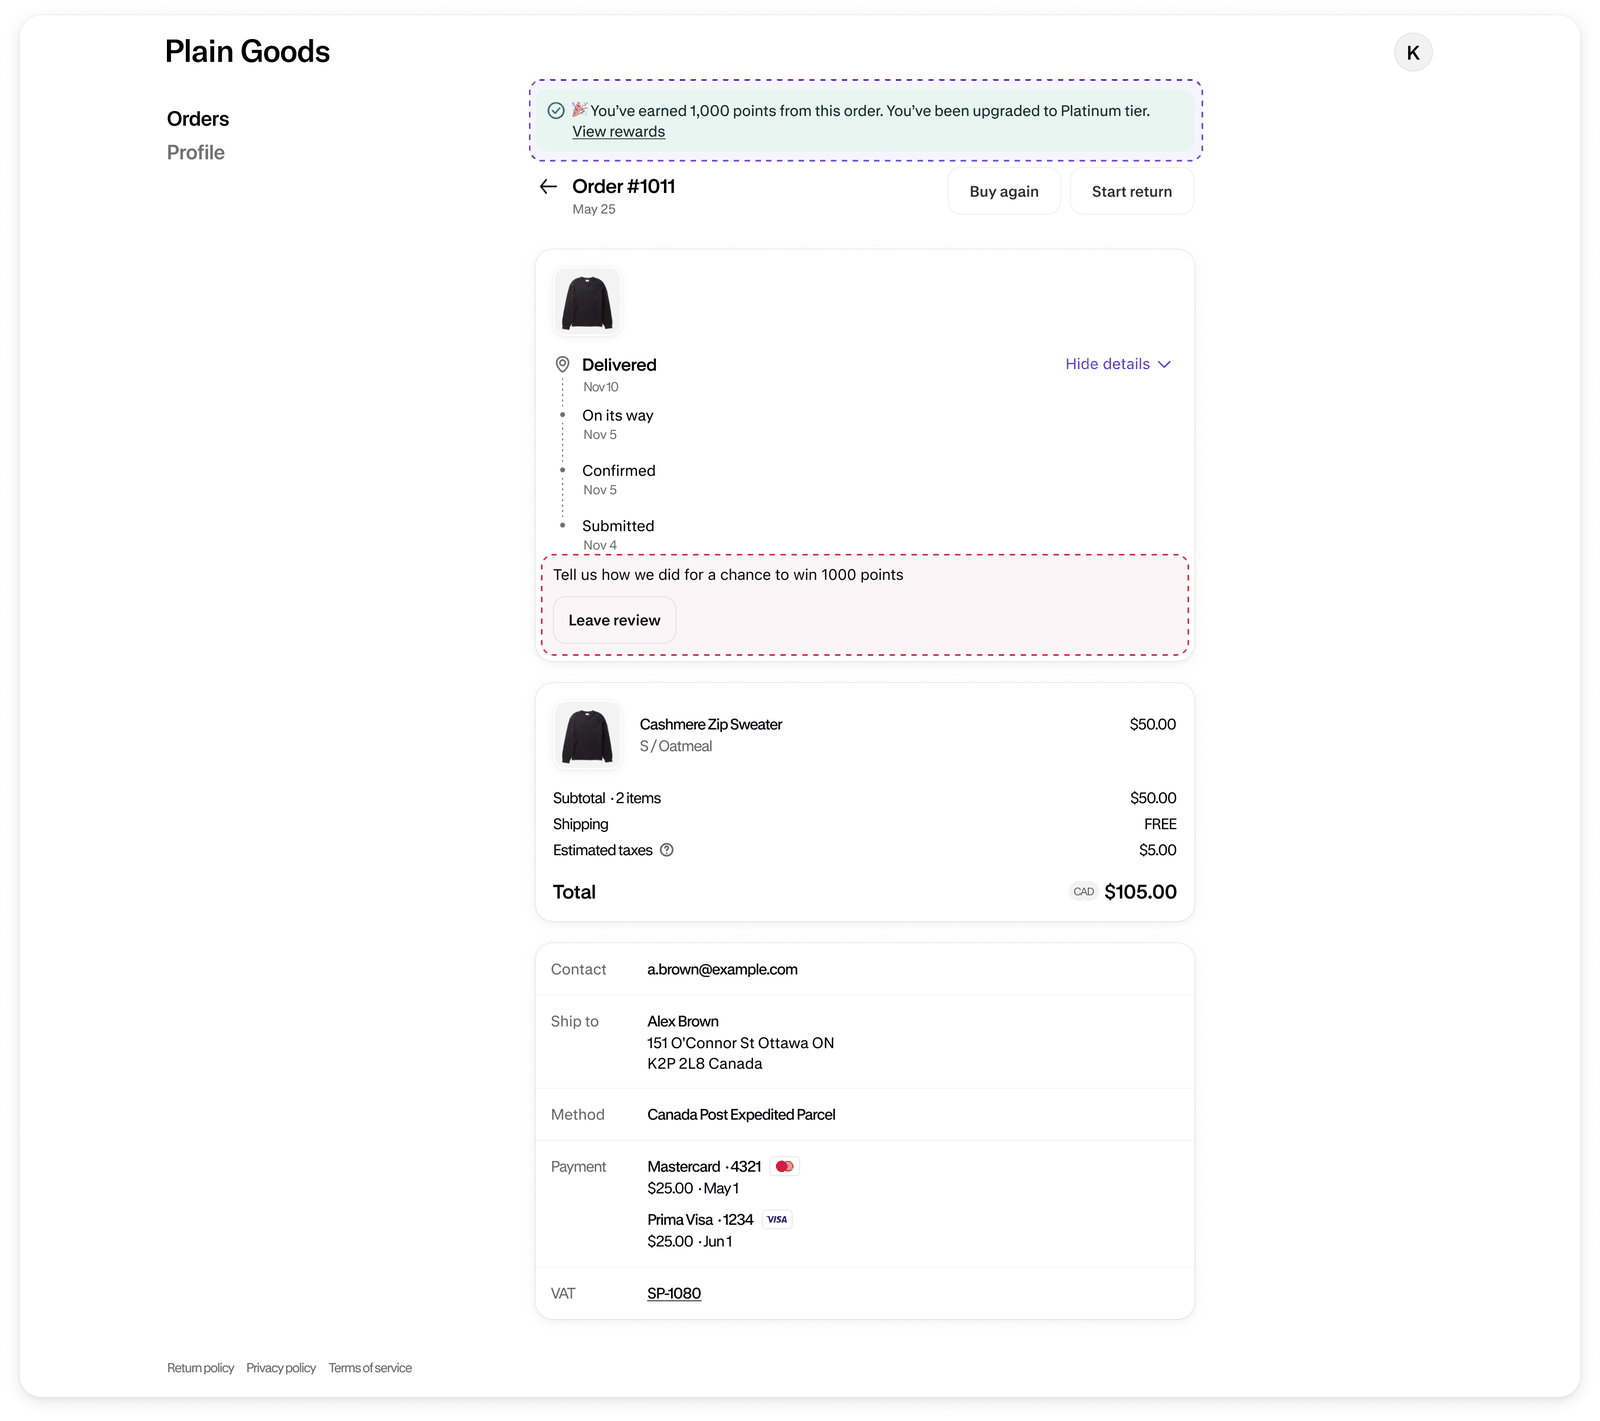 Plain Goods
K
Orders
Profile
🎉 You've earned 1,000 points from this order. You've been upgraded to Platinum tier.
View rewards
Order #1011
May 25
Buy again
Start return
Delivered
Hide details
Nov 10
On its way
Nov 5
Confirmed
Nov 5
Submitted
Nov 4
Tell us how we did for a chance to win 1000 points
Leave review
Cashmere Zip Sweater $50.00
S / Oatmeal
Subtotal · 2 items $50.00
Shipping FREE
Estimated taxes $5.00
Total CAD $105.00
Contact a.brown@example.com
Ship to Alex Brown
151 O'Connor St Ottawa ON
K2P 2L8 Canada
Method Canada Post Expedited Parcel
Payment Mastercard · 4321
$25.00 · May 1
Prima Visa · 1234 VISA
$25.00 · Jun 1
VAT SP-1080
Return policy Privacy policy Terms of service